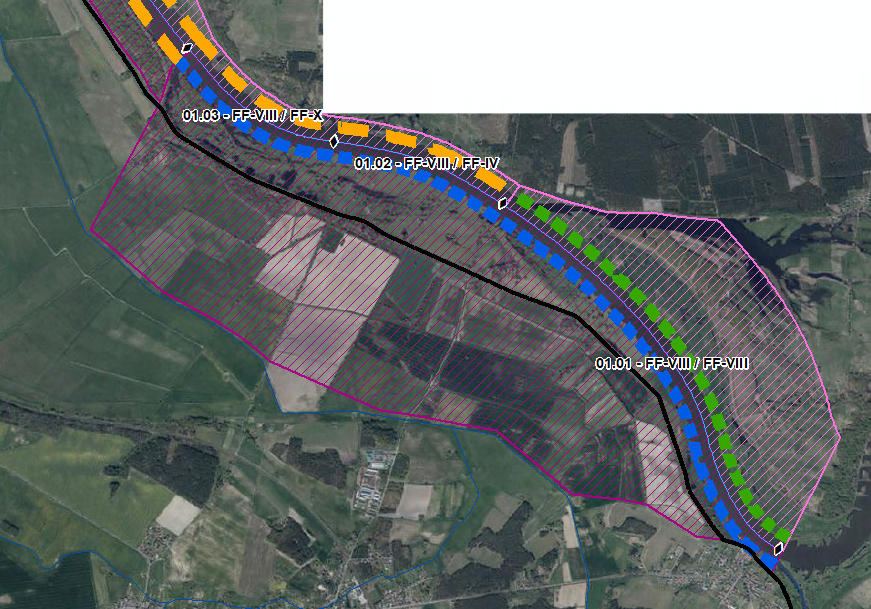 01.03 - FF-VIII / FF-X
01.02 - FF-VIII / FF-IV
01.01 - FF-VIII / FF-VIII